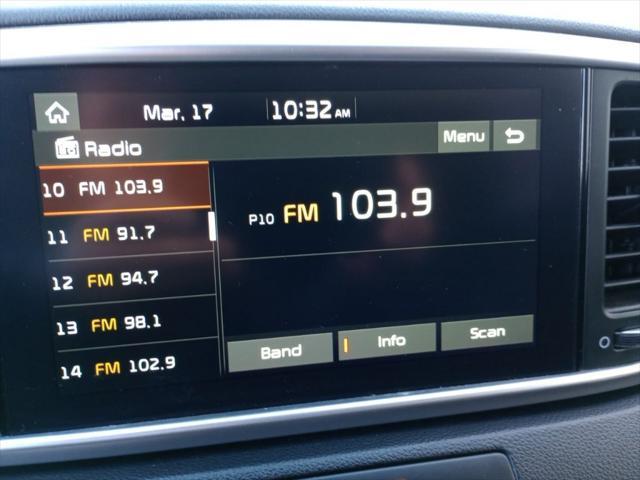 Mar. 17 10:32 AM
Radio Menu
10 FM 103.9
P10 FM 103.9
11 FM 91.7
12 FM 94.7
13 FM 98.1
14 FM 102.9
Band Info Scan